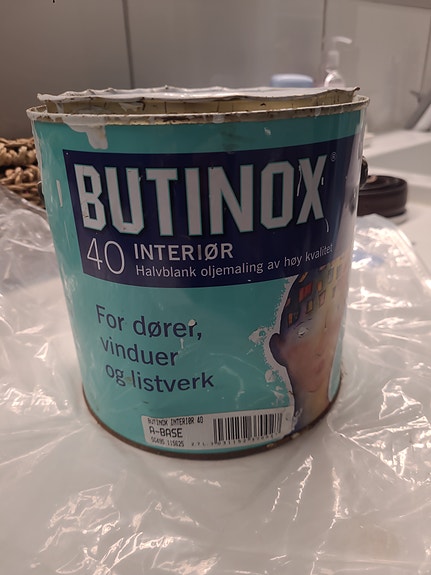 BUTINOX®
40 INTERIØR
Halvblank oljemaling av høy kvalitet
For dører,
vinduer
og listverk
BUTINOX INTERIØR 40
A-BASE